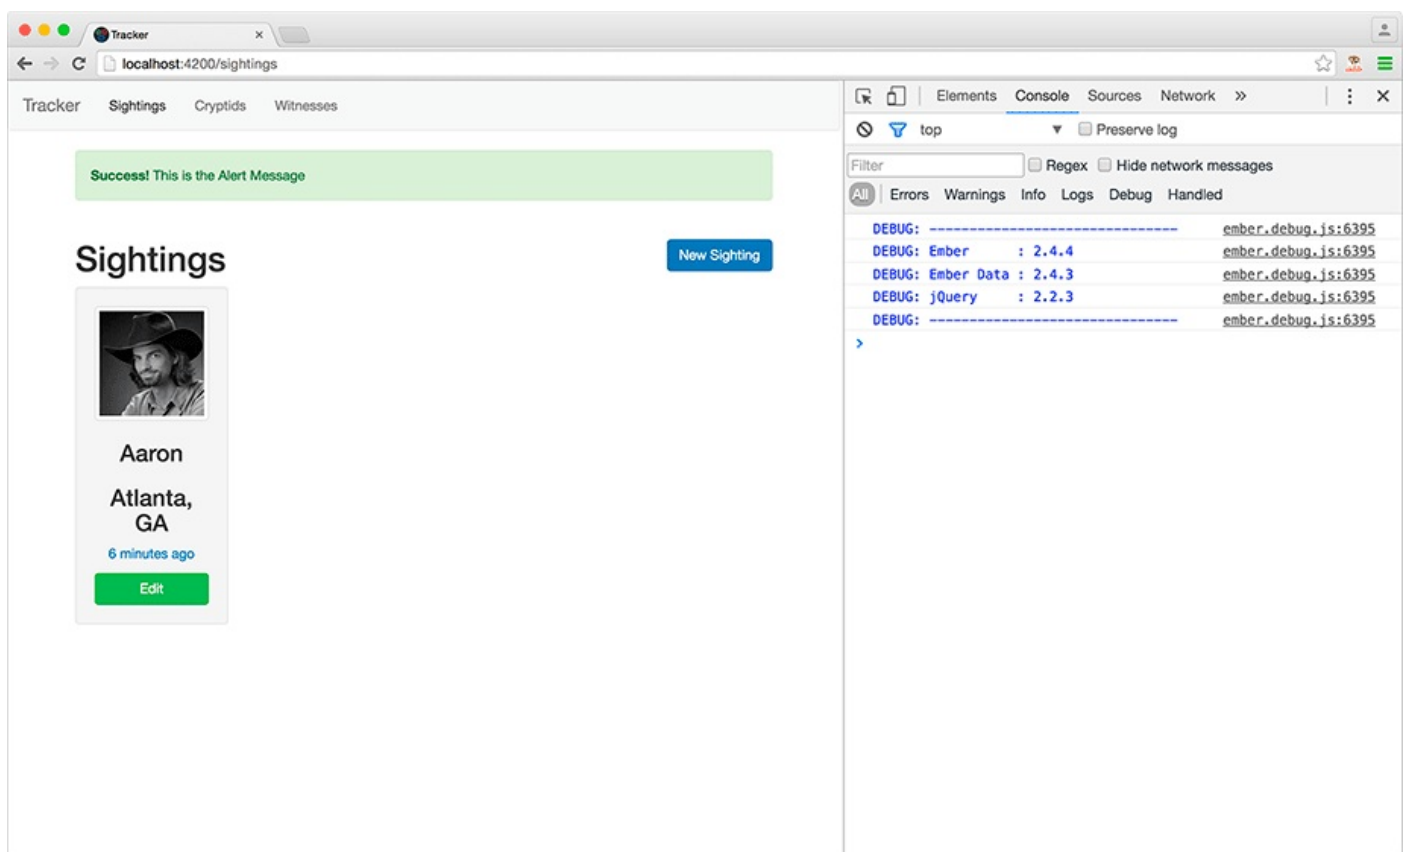 Tracker
localhost:4200/sightings
Tracker Sightings Cryptids Witnesses
Success! This is the Alert Message
Sightings
New Sighting
Aaron
Atlanta,
GA
6 minutes ago
Edit
Elements Console Sources Network »
top Preserve log
Filter Regex Hide network messages
All Errors Warnings Info Logs Debug Handled
DEBUG: ------------------------------- ember.debug.js:6395
DEBUG: Ember : 2.4.4 ember.debug.js:6395
DEBUG: Ember Data : 2.4.3 ember.debug.js:6395
DEBUG: jQuery : 2.2.3 ember.debug.js:6395
DEBUG: ------------------------------- ember.debug.js:6395